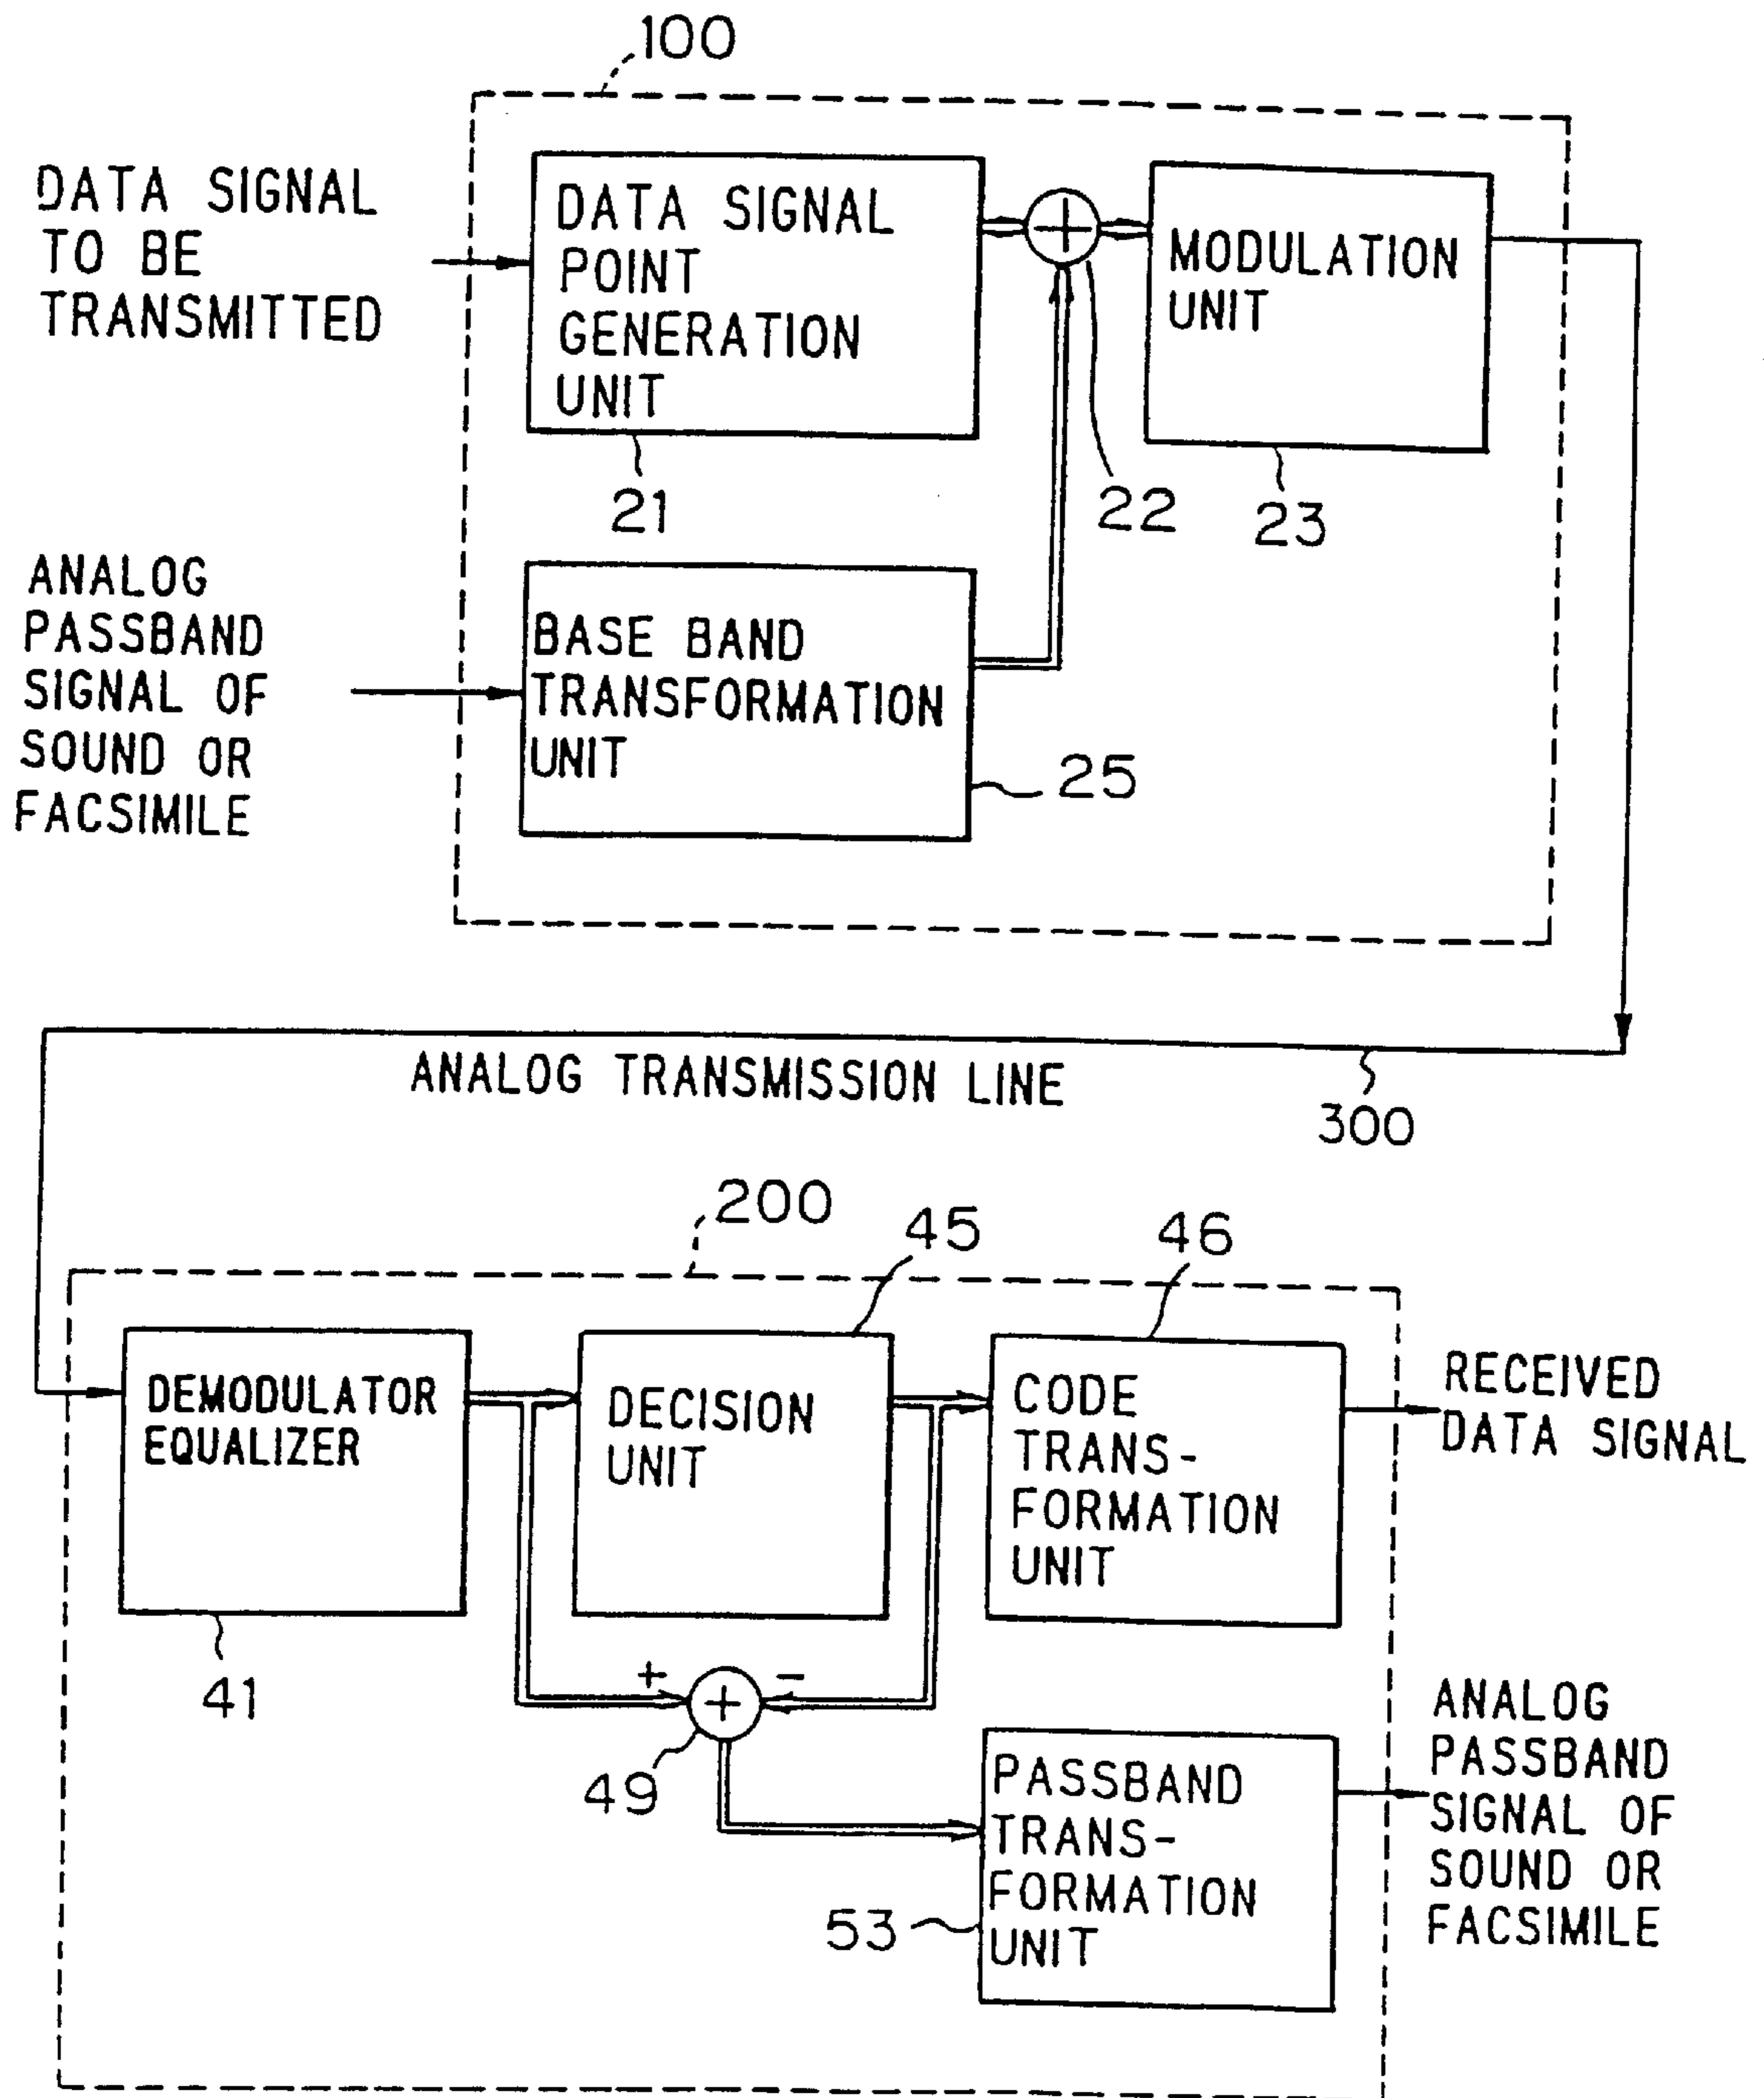 100
DATA SIGNAL
TO BE
TRANSMITTED
DATA SIGNAL
POINT
GENERATION
UNIT
MODULATION
UNIT
21
22
23
ANALOG
PASSBAND
SIGNAL OF
SOUND OR
FACSIMILE
BASE BAND
TRANSFORMATION
UNIT
25
ANALOG TRANSMISSION LINE
300
200
45
46
DEMODULATOR
EQUALIZER
DECISION
UNIT
CODE
TRANS-
FORMATION
UNIT
RECEIVED
DATA SIGNAL
41
+
-
+
49
PASSBAND
TRANS-
FORMATION
UNIT
53
ANALOG
PASSBAND
SIGNAL OF
SOUND OR
FACSIMILE